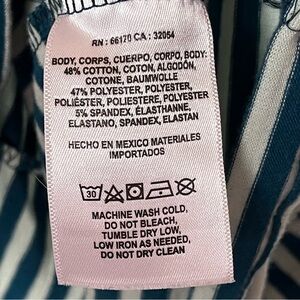 RN : 66170 CA : 32054
BODY, CORPS, CUERPO, CORPO, BODY:
48% COTTON, COTON, ALGODÓN,
COTONE, BAUMWOLLE
47% POLYESTER, POLYESTER,
POLIÉSTER, POLIESTERE, POLYESTER
5% SPANDEX, ÉLASTHANNE,
ELASTANO, SPANDEX, ELASTAN
HECHO EN MEXICO MATERIALES
IMPORTADOS
30
MACHINE WASH COLD,
DO NOT BLEACH,
TUMBLE DRY LOW,
LOW IRON AS NEEDED,
DO NOT DRY CLEAN